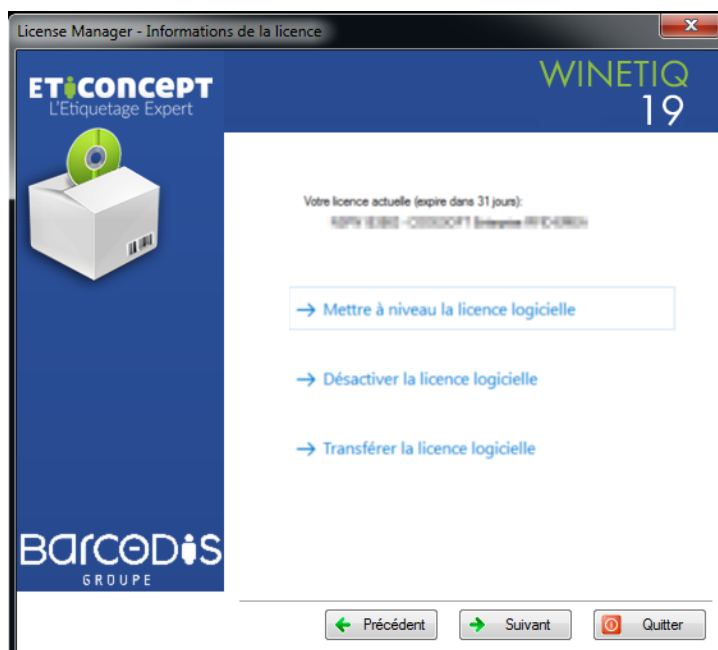 License Manager - Informations de la licence
ETiCONCEPT
L'Etiquetage Expert
WINETIQ
19
Votre licence actuelle (expire dans 31 jours):
Mettre à niveau la licence logicielle
Désactiver la licence logicielle
Transférer la licence logicielle
BarCODiS
GROUPE
Précédent
Suivant
Quitter